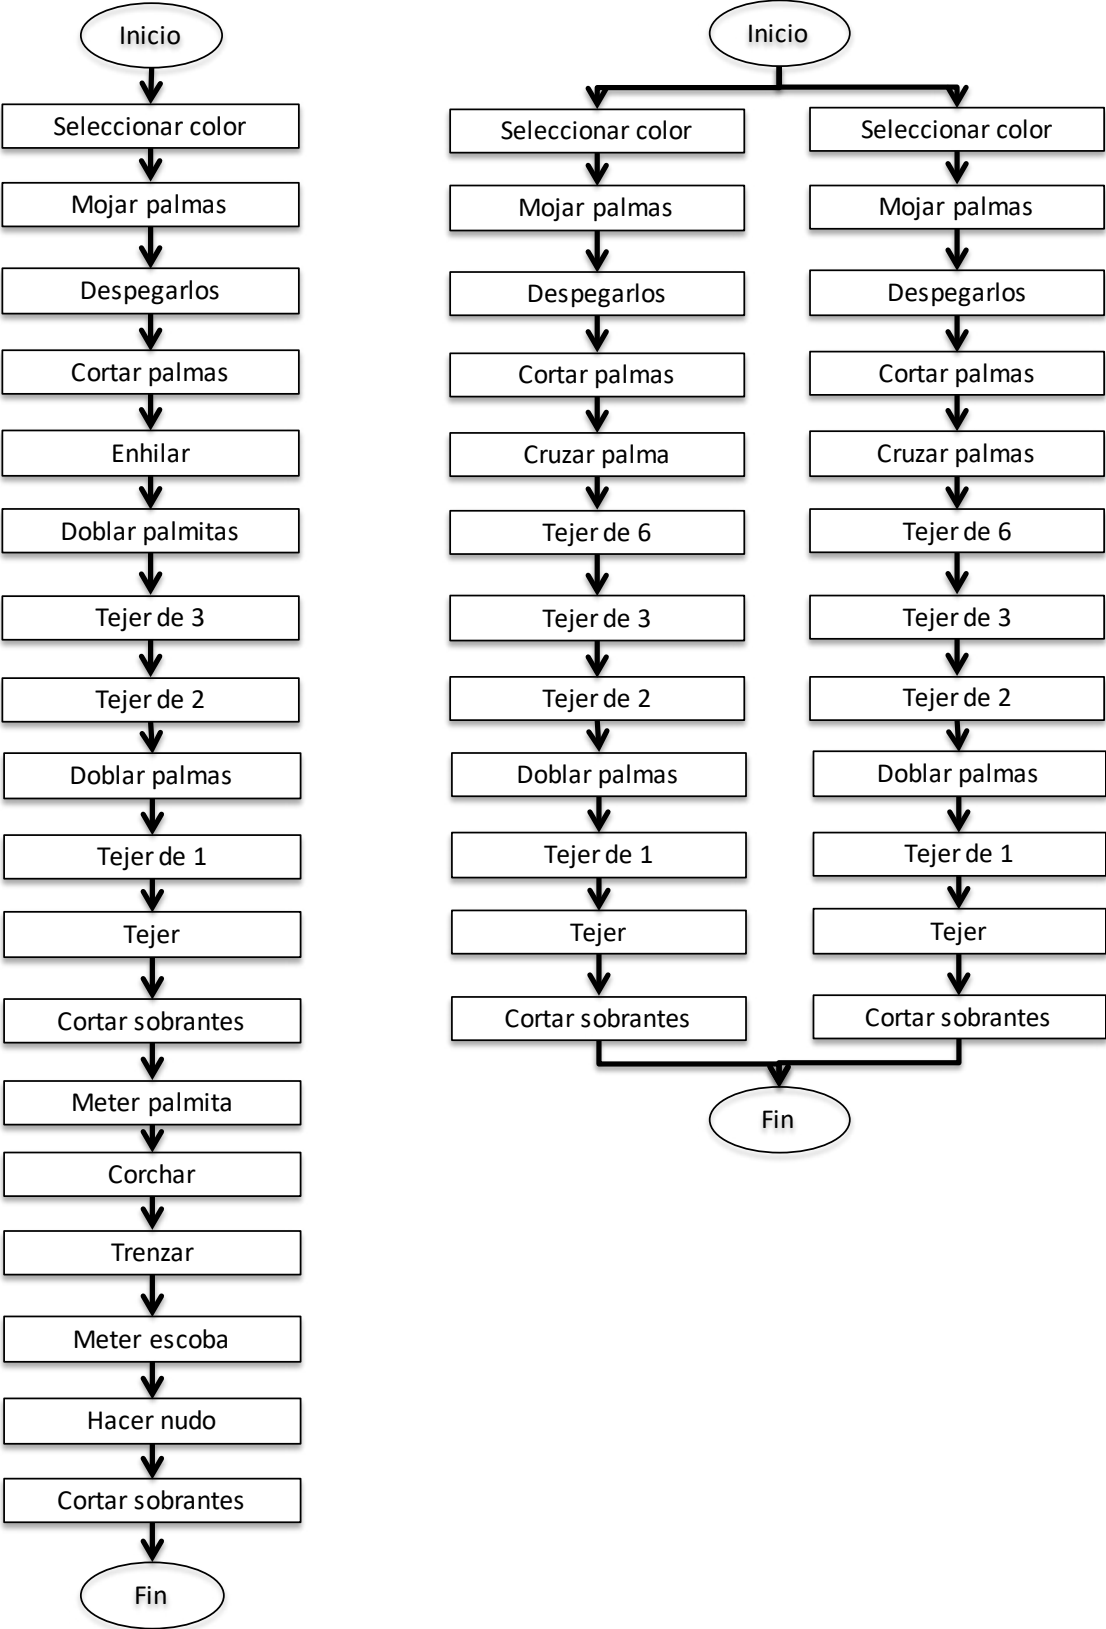 Inicio
Seleccionar color
Mojar palmas
Despegarlos
Cortar palmas
Enhilar
Doblar palmitas
Tejer de 3
Tejer de 2
Doblar palmas
Tejer de 1
Tejer
Cortar sobrantes
Meter palmita
Corchar
Trenzar
Meter escoba
Hacer nudo
Cortar sobrantes
Fin
Inicio
Seleccionar color
Mojar palmas
Despegarlos
Cortar palmas
Cruzar palma
Tejer de 6
Tejer de 3
Tejer de 2
Doblar palmas
Tejer de 1
Tejer
Cortar sobrantes
Seleccionar color
Mojar palmas
Despegarlos
Cortar palmas
Cruzar palmas
Tejer de 6
Tejer de 3
Tejer de 2
Doblar palmas
Tejer de 1
Tejer
Cortar sobrantes
Fin